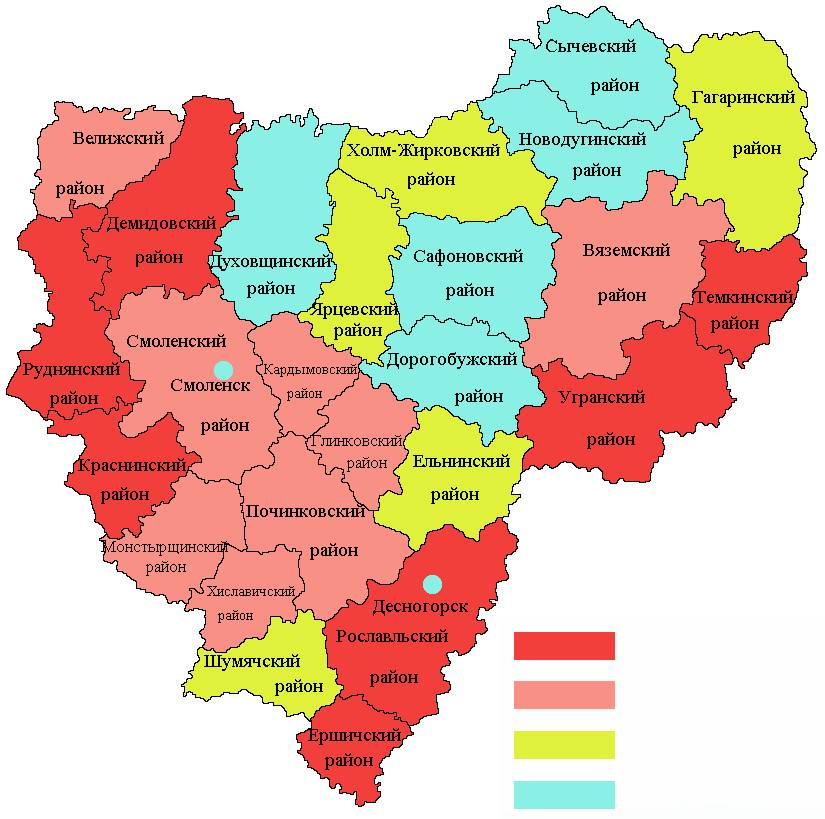 Сычевский
район
Гагаринский
район
Новодугинский
район
Холм-Жирковский
район
Велижский
район
Демидовский
район
Духовщинский
район
Сафоновский
район
Вяземский
район
Темкинский
район
Ярцевский
район
Смоленский
Смоленск
район
Кардымовский
район
Дорогобужский
район
Руднянский
район
Угранский
район
Глинковский
район
Ельнинский
район
Краснинский
район
Починковский
район
Монстырщинский
район
Хиславичский
район
Десногорск
Рославльский
район
Шумячский
район
Ершичский
район